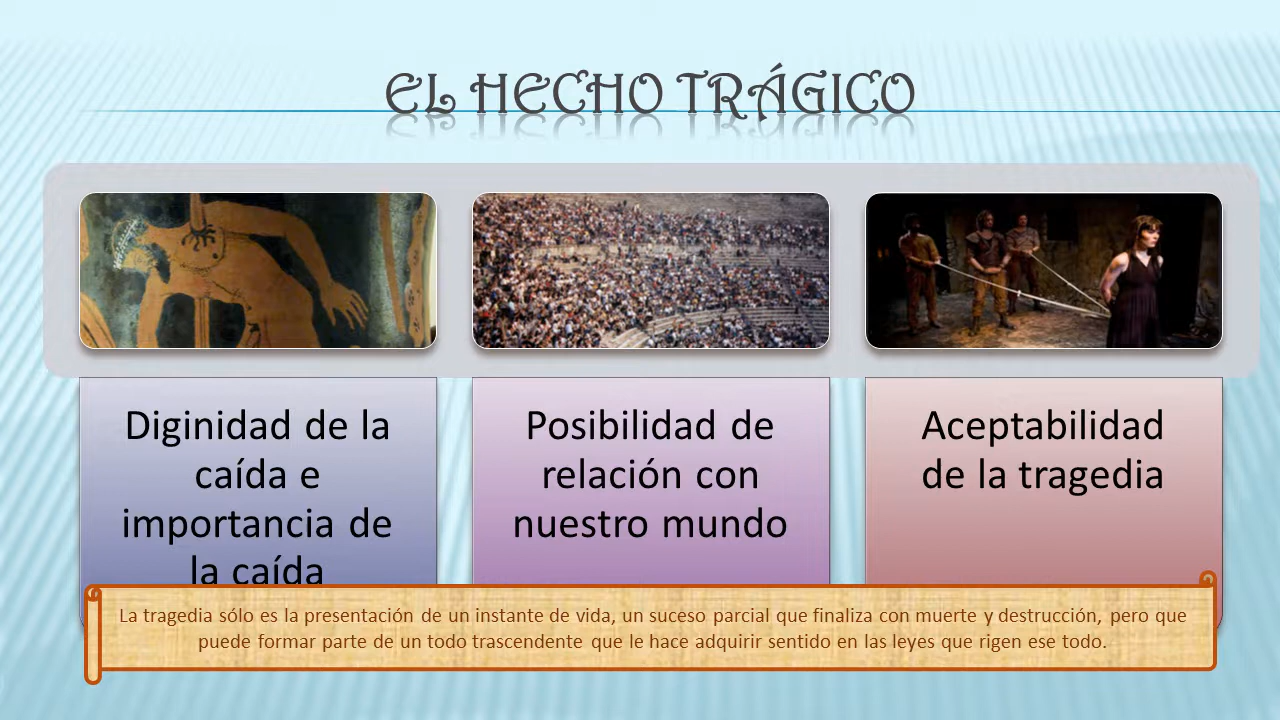 EL HECHO TRÁGICO
Diginidad de la
caída e
importancia de
la caída
Posibilidad de
relación con
nuestro mundo
Aceptabilidad
de la tragedia
La tragedia sólo es la presentación de un instante de vida, un suceso parcial que finaliza con muerte y destrucción, pero que
puede formar parte de un todo trascendente que le hace adquirir sentido en las leyes que rigen ese todo.